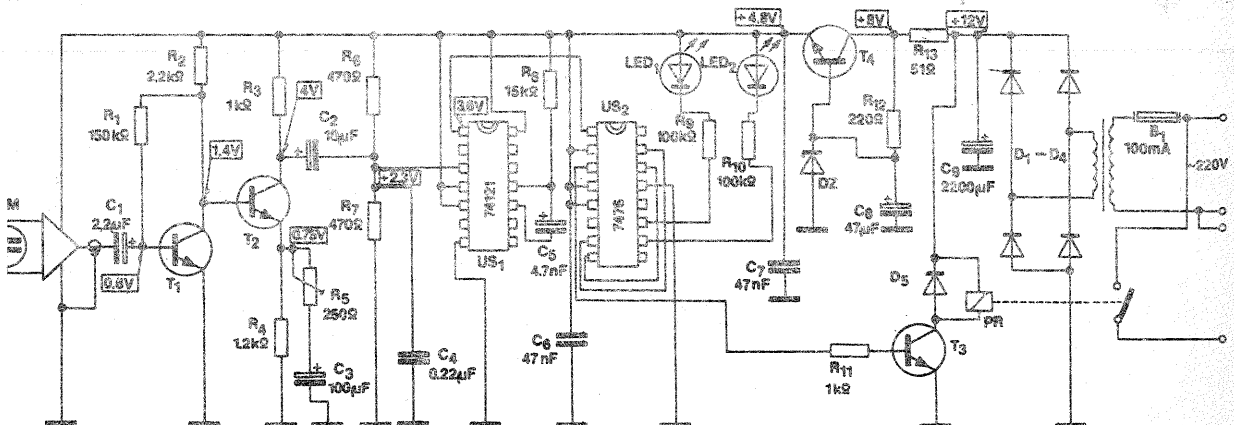 +4,8V
+8V
+12V
R2
2,2kΩ
R3
1kΩ
R6
470Ω
4V
C2
10µF
R1
150kΩ
1.4V
3.6V
R8
15kΩ
LED1
LED2
T4
R13
51Ω
US2
R9
100kΩ
R10
100kΩ
R12
220Ω
DZ
C9
2200µF
D1 – D4
B1
100mA
~220V
M
C1
2,2µF
0.6V
T1
T2
+2.2V
0.75V
R7
470Ω
74121
US1
C5
4.7nF
7476
C8
47µF
C7
47nF
R5
250Ω
R4
1.2kΩ
C3
100µF
C4
0.22µF
C6
47nF
D5
PR
T3
R11
1kΩ